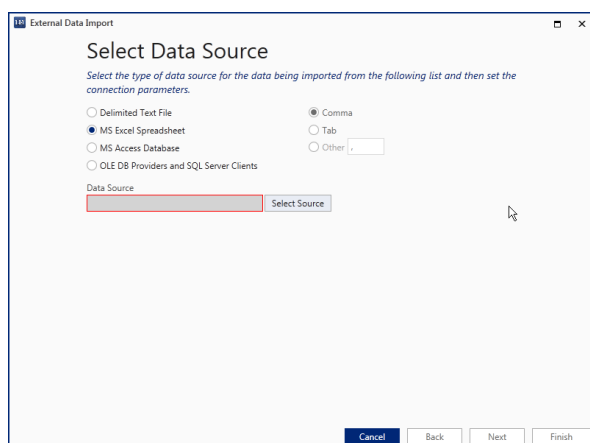 External Data Import
Select Data Source
Select the type of data source for the data being imported from the following list and then set the
connection parameters.
Delimited Text File
Comma
MS Excel Spreadsheet
Tab
MS Access Database
Other ,
OLE DB Providers and SQL Server Clients
Data Source
Select Source
Cancel Back Next Finish